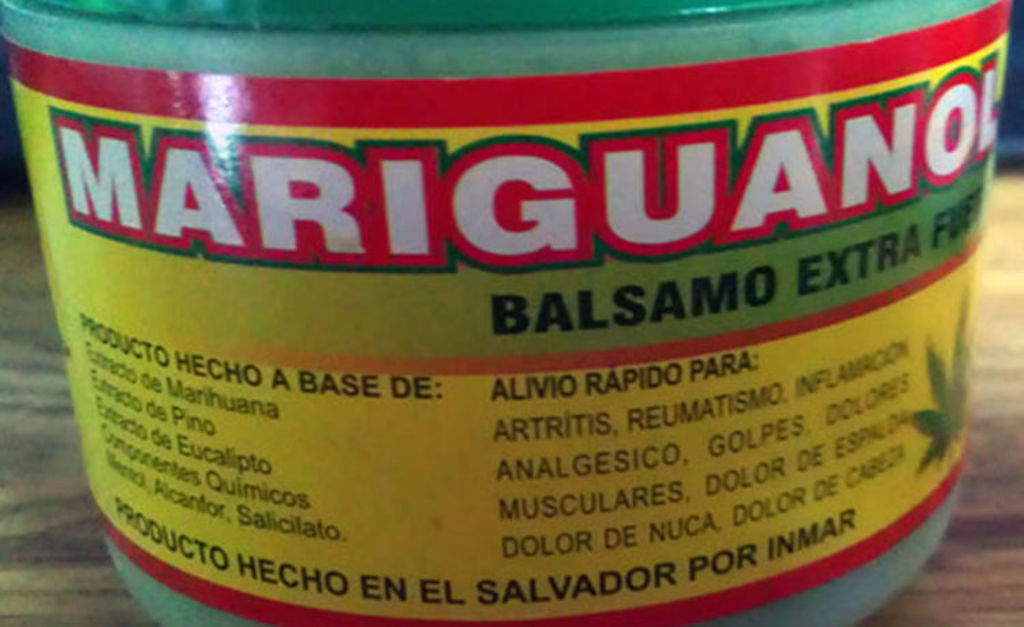 MARIGUANOL
BALSAMO EXTRA
PRODUCTO HECHO A BASE DE:
Extracto de Marihuana
Extracto de Pino
Extracto de Eucalipto
Componentes Químicos
Mentol, Alcanfor, Salicilato.
ALIVIO RÁPIDO PARA:
ARTRÍTIS, REUMATISMO, INFLAMACIÓN
ANALGESICO, GOLPES, DOLORES
MUSCULARES, DOLOR DE ESPALDA
DOLOR DE NUCA, DOLOR DE CABEZA
PRODUCTO HECHO EN EL SALVADOR POR INMAR